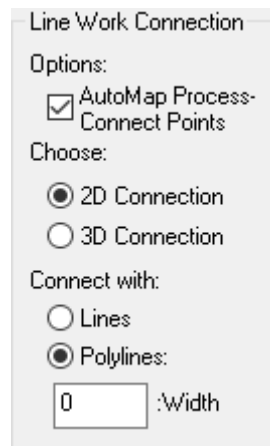 Line Work Connection
Options:
AutoMap Process-
Connect Points
Choose:
2D Connection
3D Connection
Connect with:
Lines
Polylines:
0 :Width